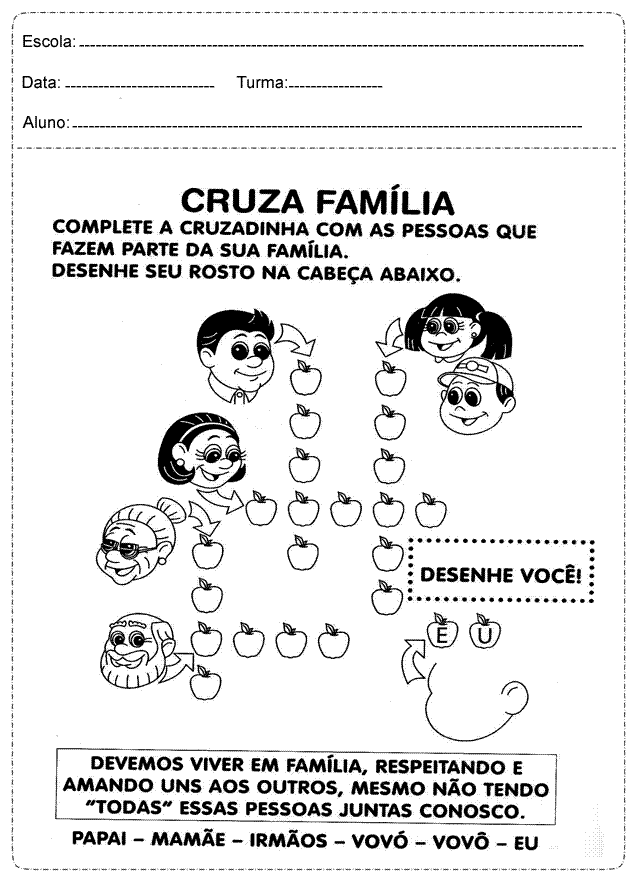 Escola:
Data: Turma:
Aluno:
CRUZA FAMÍLIA
COMPLETE A CRUZADINHA COM AS PESSOAS QUE
FAZEM PARTE DA SUA FAMÍLIA.
DESENHE SEU ROSTO NA CABEÇA ABAIXO.
DESENHE VOCÊ!
E U
DEVEMOS VIVER EM FAMÍLIA, RESPEITANDO E
AMANDO UNS AOS OUTROS, MESMO NÃO TENDO
"TODAS" ESSAS PESSOAS JUNTAS CONOSCO.
PAPAI – MAMÃE – IRMÃOS – VOVÓ – VOVÔ – EU